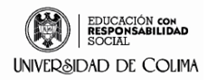 EDUCACIÓN CON
RESPONSABILIDAD
SOCIAL
UNIVERSIDAD DE COLIMA